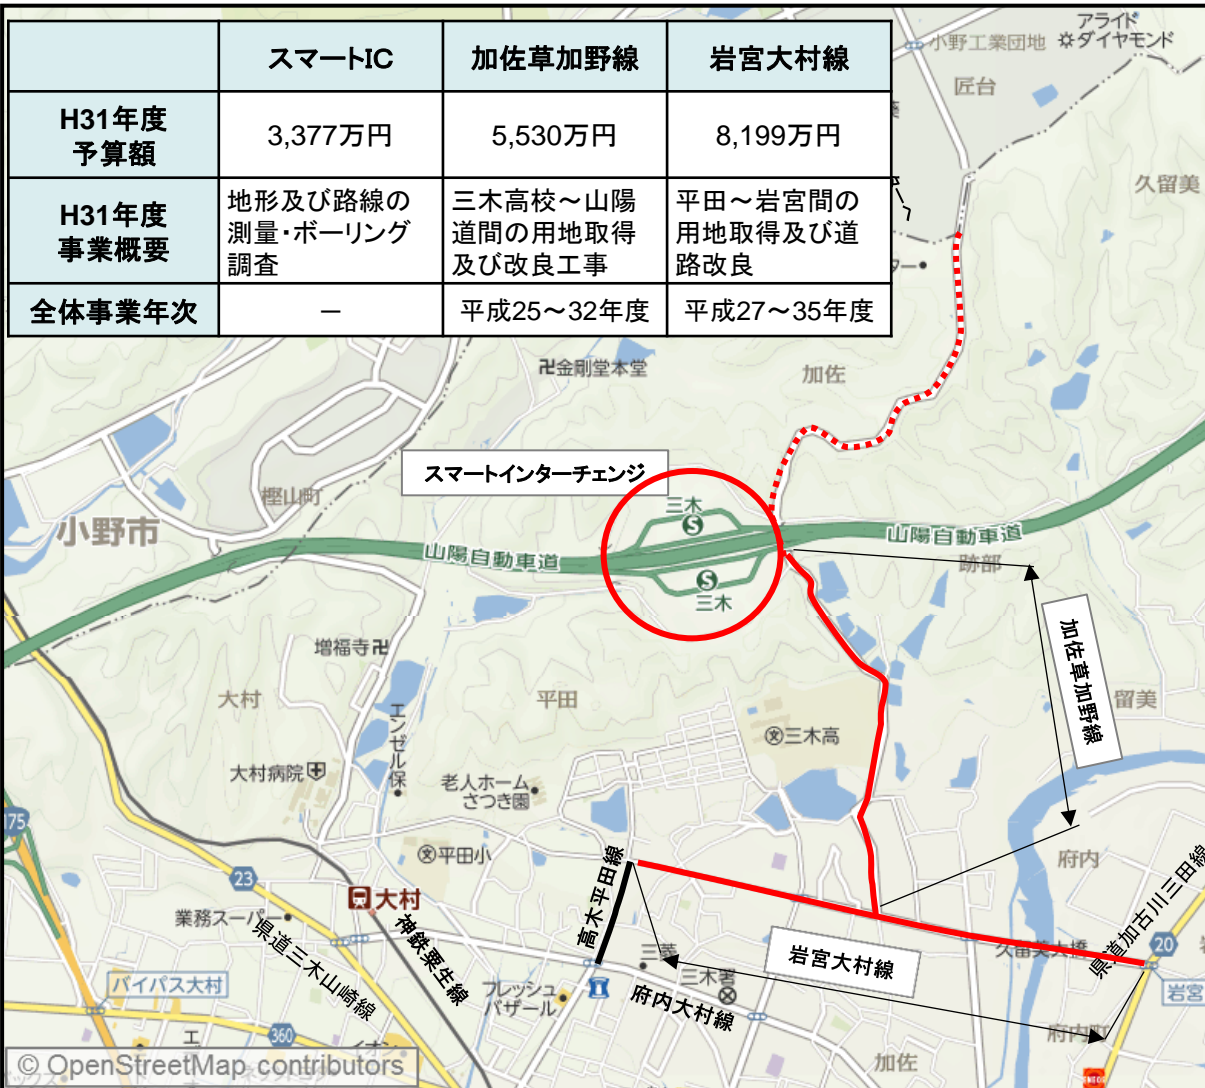 スマートIC
加佐草加野線
岩宮大村線
H31年度
予算額
3,377万円
5,530万円
8,199万円
H31年度
事業概要
地形及び路線の
測量・ボーリング
調査
三木高校～山陽
道間の用地取得
及び改良工事
平田～岩宮間の
用地取得及び道
路改良
全体事業年次
－
平成25～32年度
平成27～35年度
アライド
ダイヤモンド
小野工業団地
匠台
久留美
ター
卍金剛堂本堂
加佐
スマートインターチェンジ
樫山町
小野市
三木
S
山陽自動車道
山陽自動車道
S
三木
跡部
加佐草加野線
増福寺卍
大村
平田
留美
エンゼル保
文三木高
大村病院
老人ホーム
さつき園
175
文平田小
高木平田線
府内
23
大村
業務スーパー
県道三木山崎線
神鉄粟生線
三菱
岩宮大村線
久留美大橋
県道加古川三田線
20
三木署
バイパス大村
フレッシュ
バザール
府内大村線
岩宮
府内町
360
エ
イオン
加佐
ENEOS
© OpenStreetMap contributors